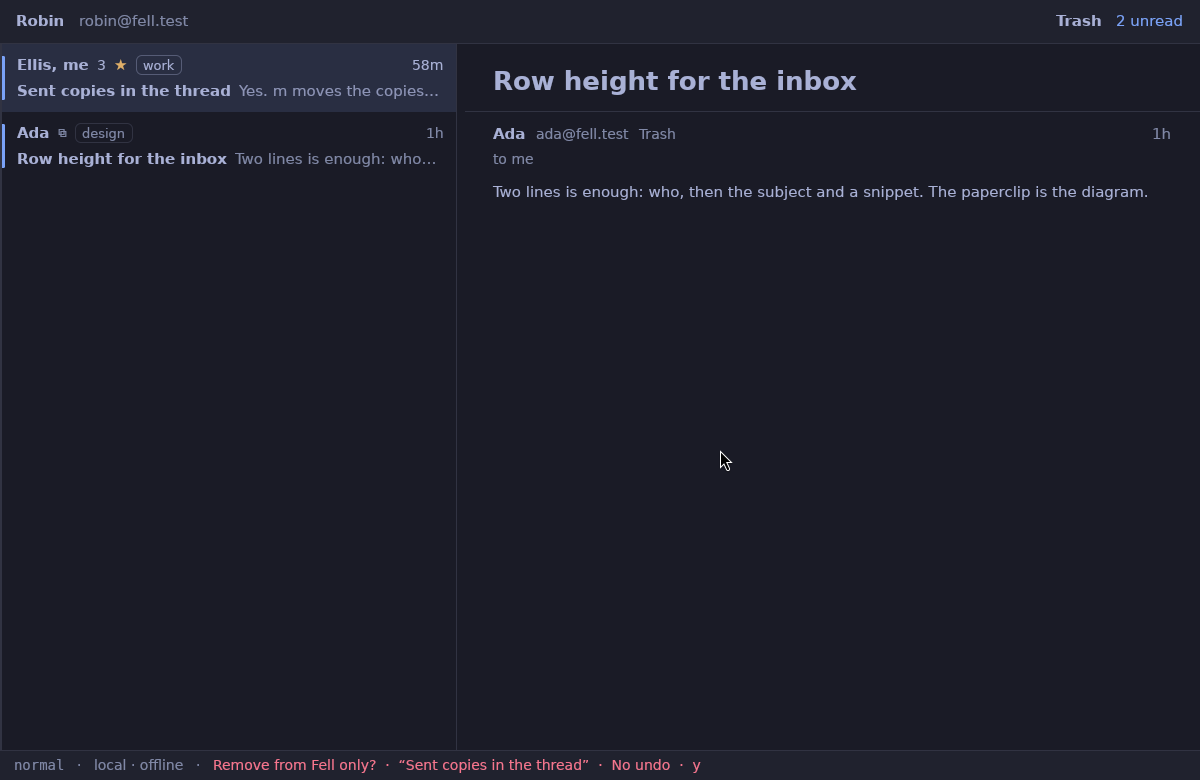 Robin robin@fell.test Trash 2 unread
Ellis, me 3 ★ work 58m
Sent copies in the thread Yes. m moves the copies…
Ada design 1h
Row height for the inbox Two lines is enough: who…
Row height for the inbox
Ada ada@fell.test Trash 1h
to me
Two lines is enough: who, then the subject and a snippet. The paperclip is the diagram.
normal · local · offline · Remove from Fell only? · “Sent copies in the thread” · No undo · y